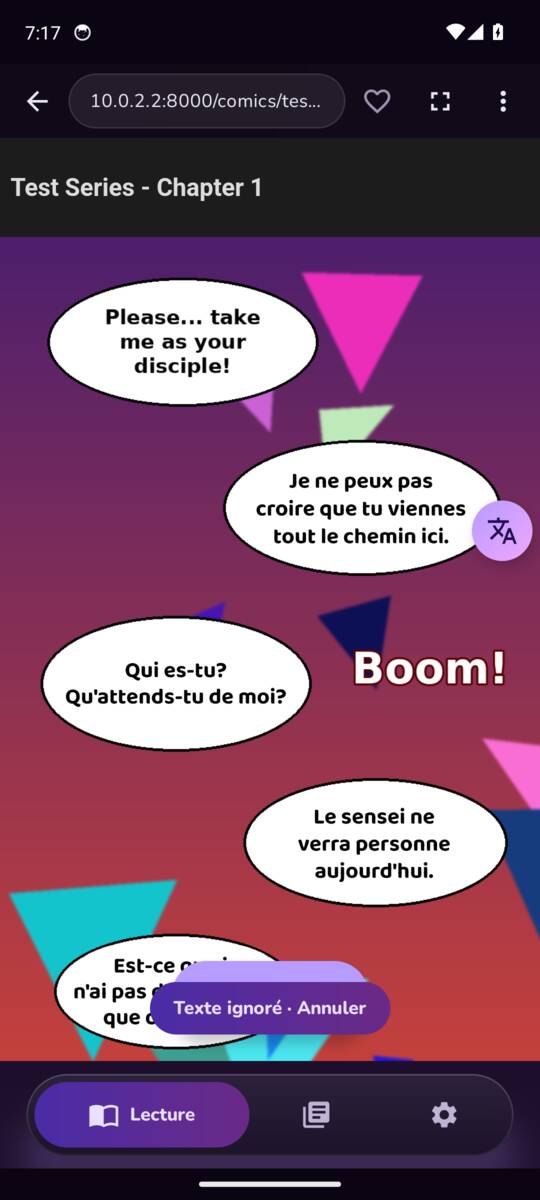 7:17
10.0.2.2:8000/comics/tes...
Test Series - Chapter 1
Please... take
me as your
disciple!
Je ne peux pas
croire que tu viennes
tout le chemin ici.
Qui es-tu?
Qu'attends-tu de moi?
Boom!
Le sensei ne
verra personne
aujourd'hui.
Est-ce
n'ai pas
que
Texte ignoré · Annuler
Lecture